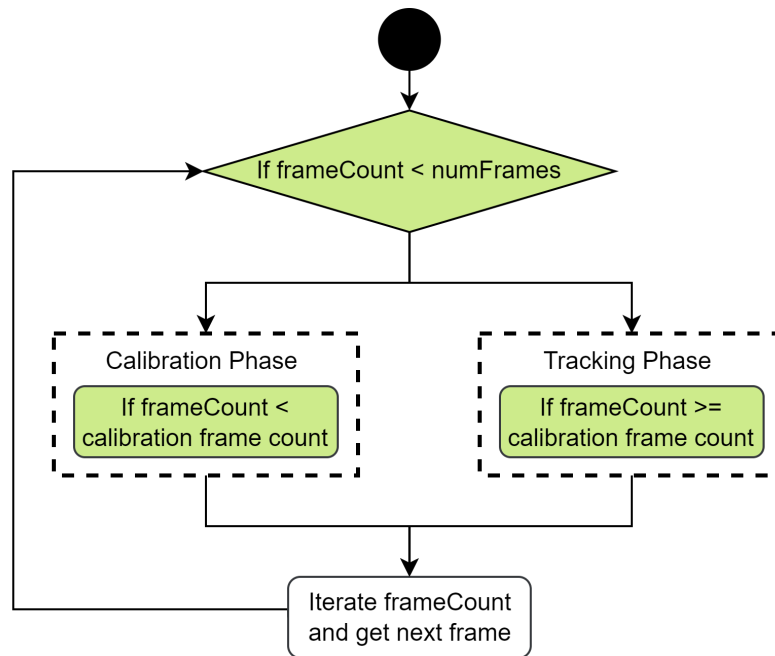 If frameCount < numFrames
Calibration Phase
If frameCount <
calibration frame count
Tracking Phase
If frameCount >=
calibration frame count
Iterate frameCount
and get next frame